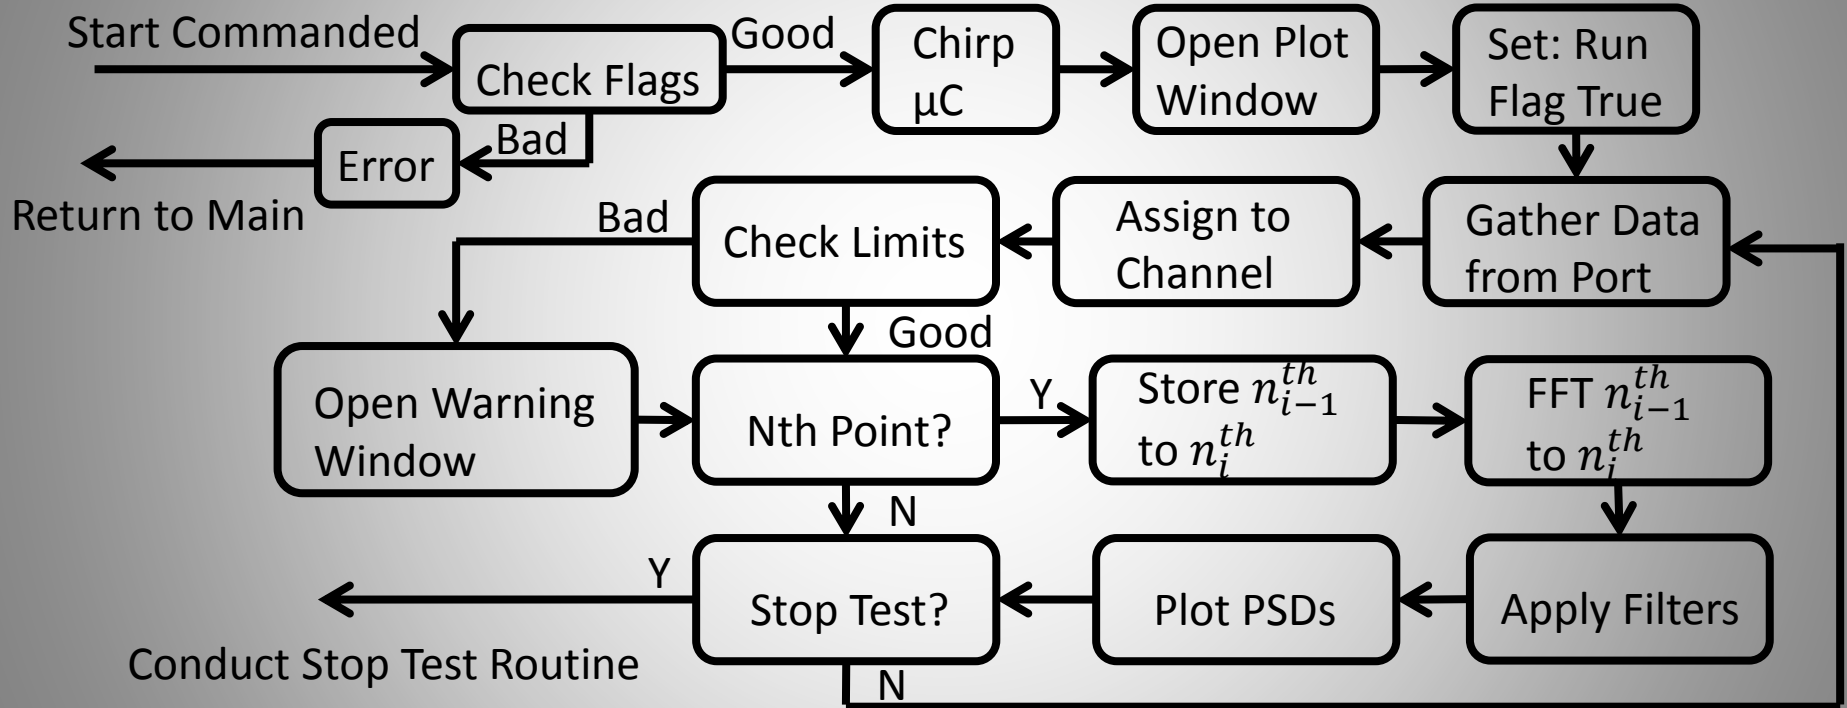 Start Commanded
Check Flags
Good
Chirp
μC
Open Plot
Window
Set: Run
Flag True
Bad
Error
Return to Main
Gather Data
from Port
Assign to
Channel
Check Limits
Bad
Good
Open Warning
Window
Nth Point?
Y
Store $n_{i-1}^{th}$
to $n_i^{th}$
FFT $n_{i-1}^{th}$
to $n_i^{th}$
N
Apply Filters
Plot PSDs
Stop Test?
Y
Conduct Stop Test Routine
N